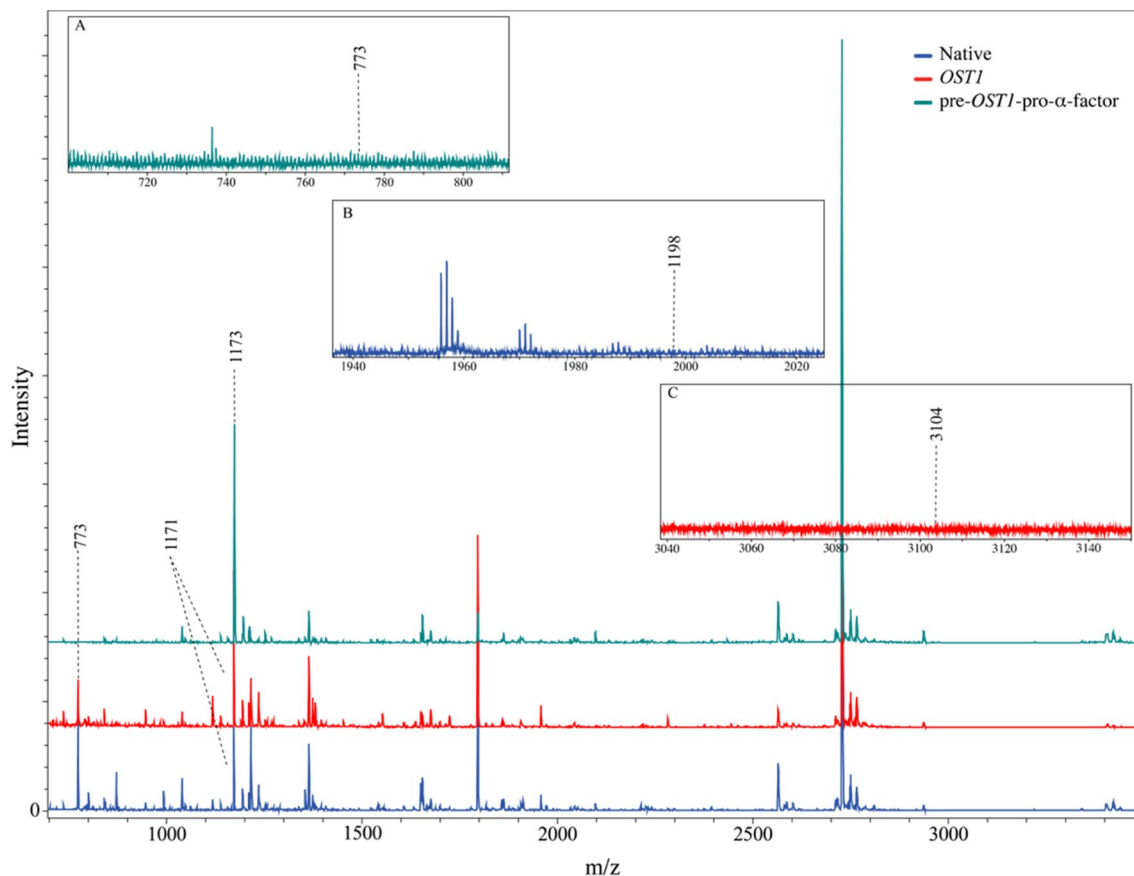 A
773
720 740 760 780 800
Native
OST1
pre-OST1-pro-α-factor
B
1198
1940 1960 1980 2000 2020
C
3104
3040 3060 3080 3100 3120 3140
1173
773
1171
Intensity
0
1000 1500 2000 2500 3000
m/z